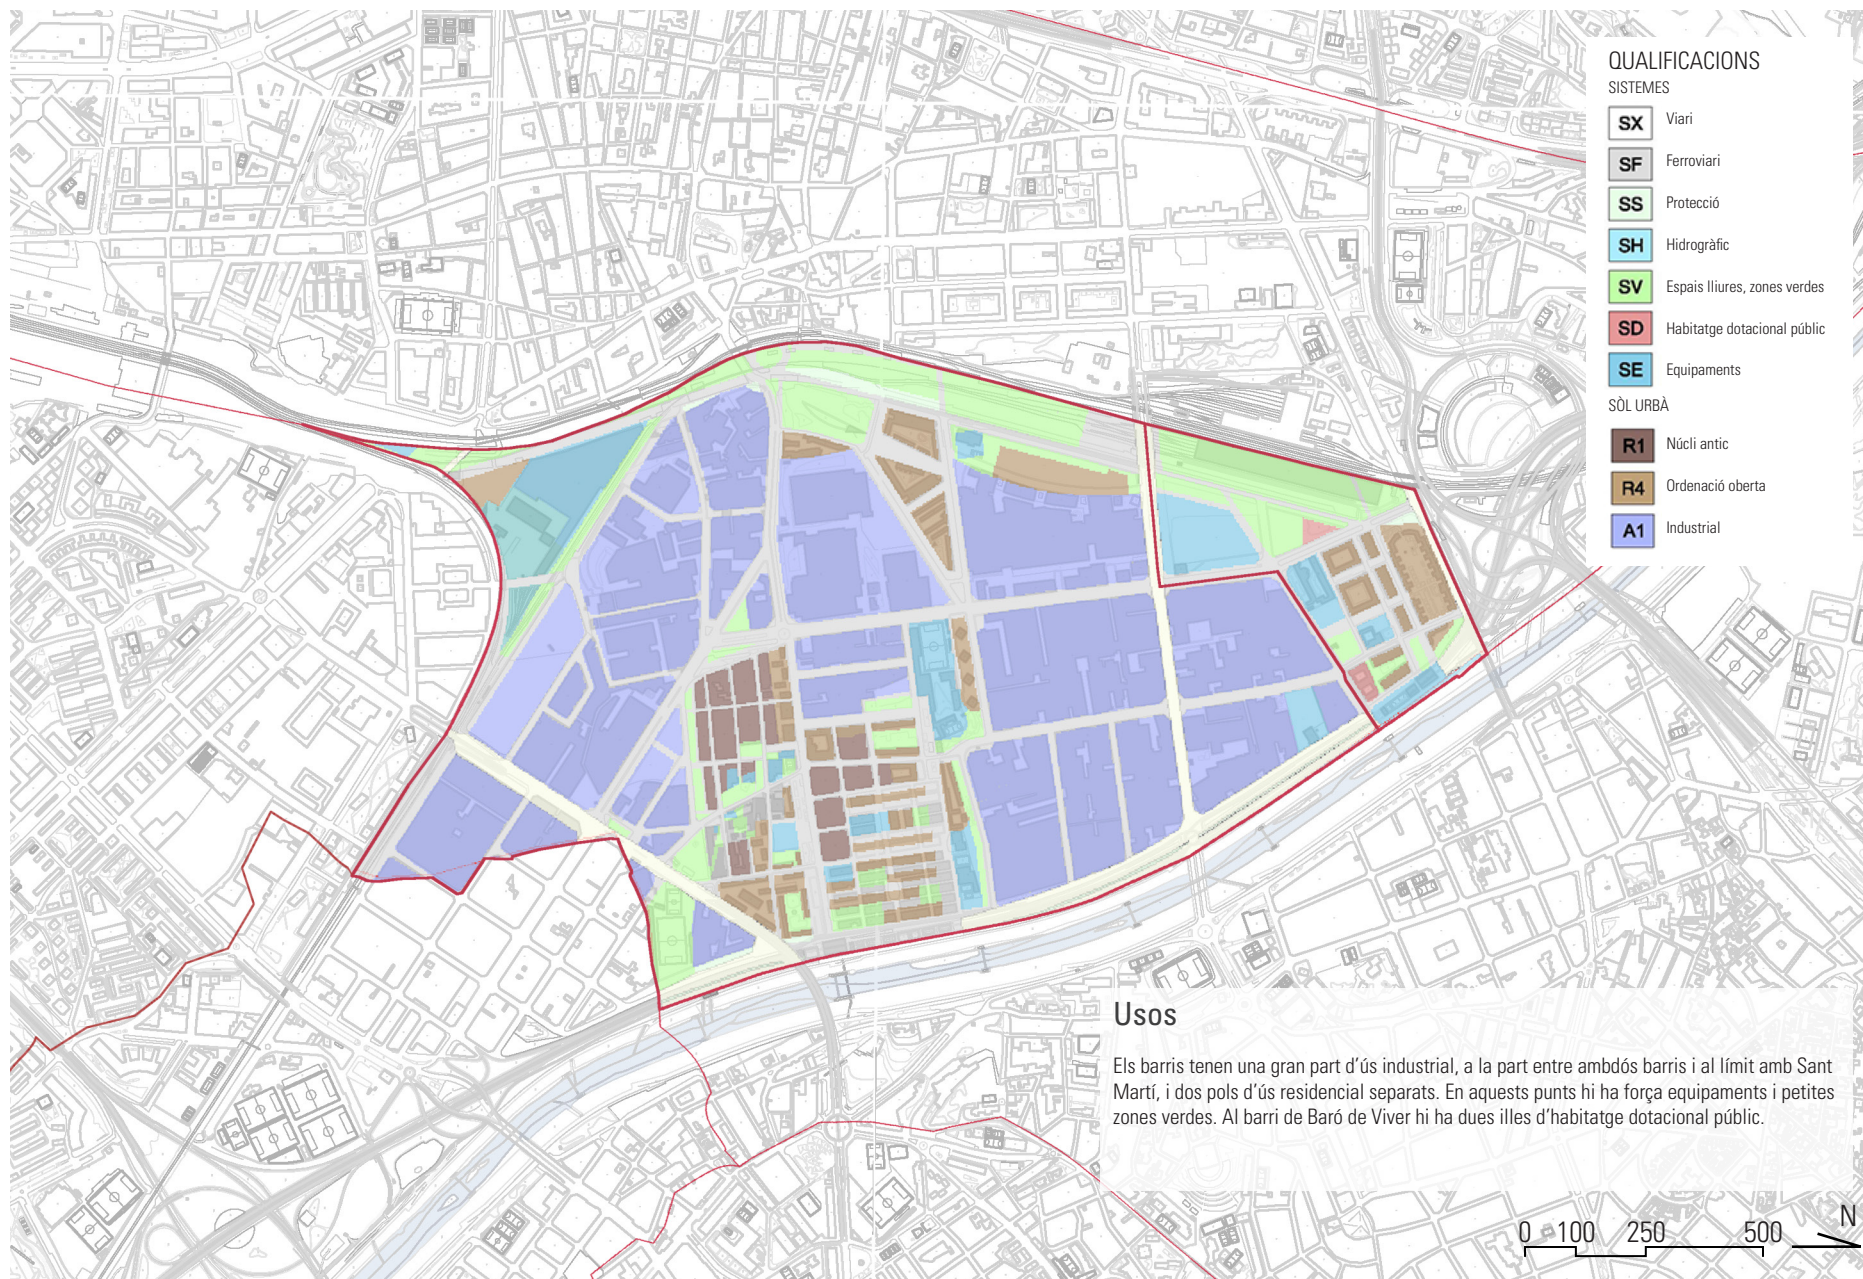 QUALIFICACIONS
SISTEMES
SX Viari
SF Ferroviari
SS Protecció
SH Hidrogràfic
SV Espais lliures, zones verdes
SD Habitatge dotacional públic
SE Equipaments
SÒL URBÀ
R1 Núcli antic
R4 Ordenació oberta
A1 Industrial
Usos
Els barris tenen una gran part d'ús industrial, a la part entre ambdós barris i al límit amb Sant
Martí, i dos pols d'ús residencial separats. En aquests punts hi ha força equipaments i petites
zones verdes. Al barri de Baró de Viver hi ha dues illes d'habitatge dotacional públic.
0 100 250 500
N